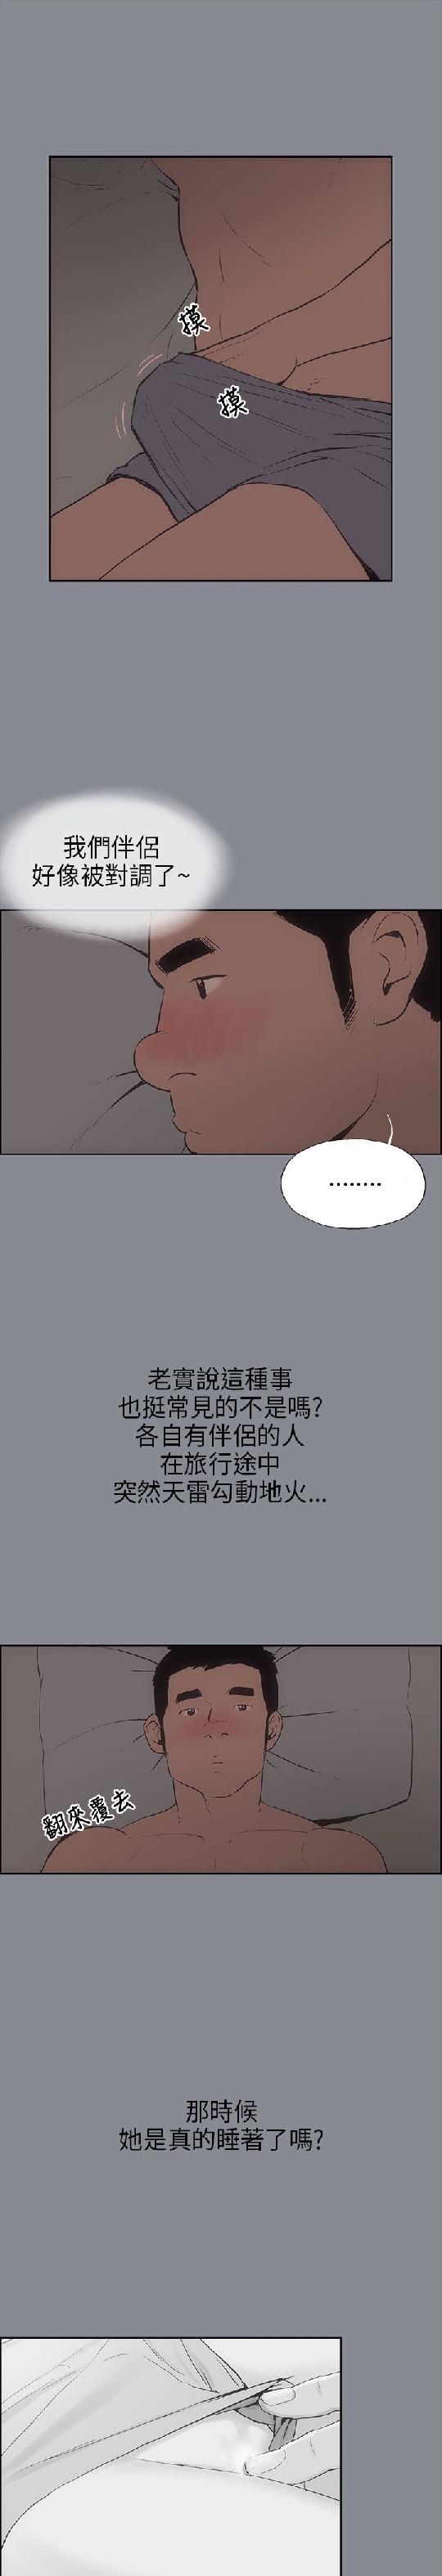 摸
摸
我們伴侶
好像被對調了~
........
老實說這種事
也挺常見的不是嗎?
各自有伴侶的人
在旅行途中
突然天雷勾動地火...
翻來覆去
那時候
她是真的睡著了嗎?